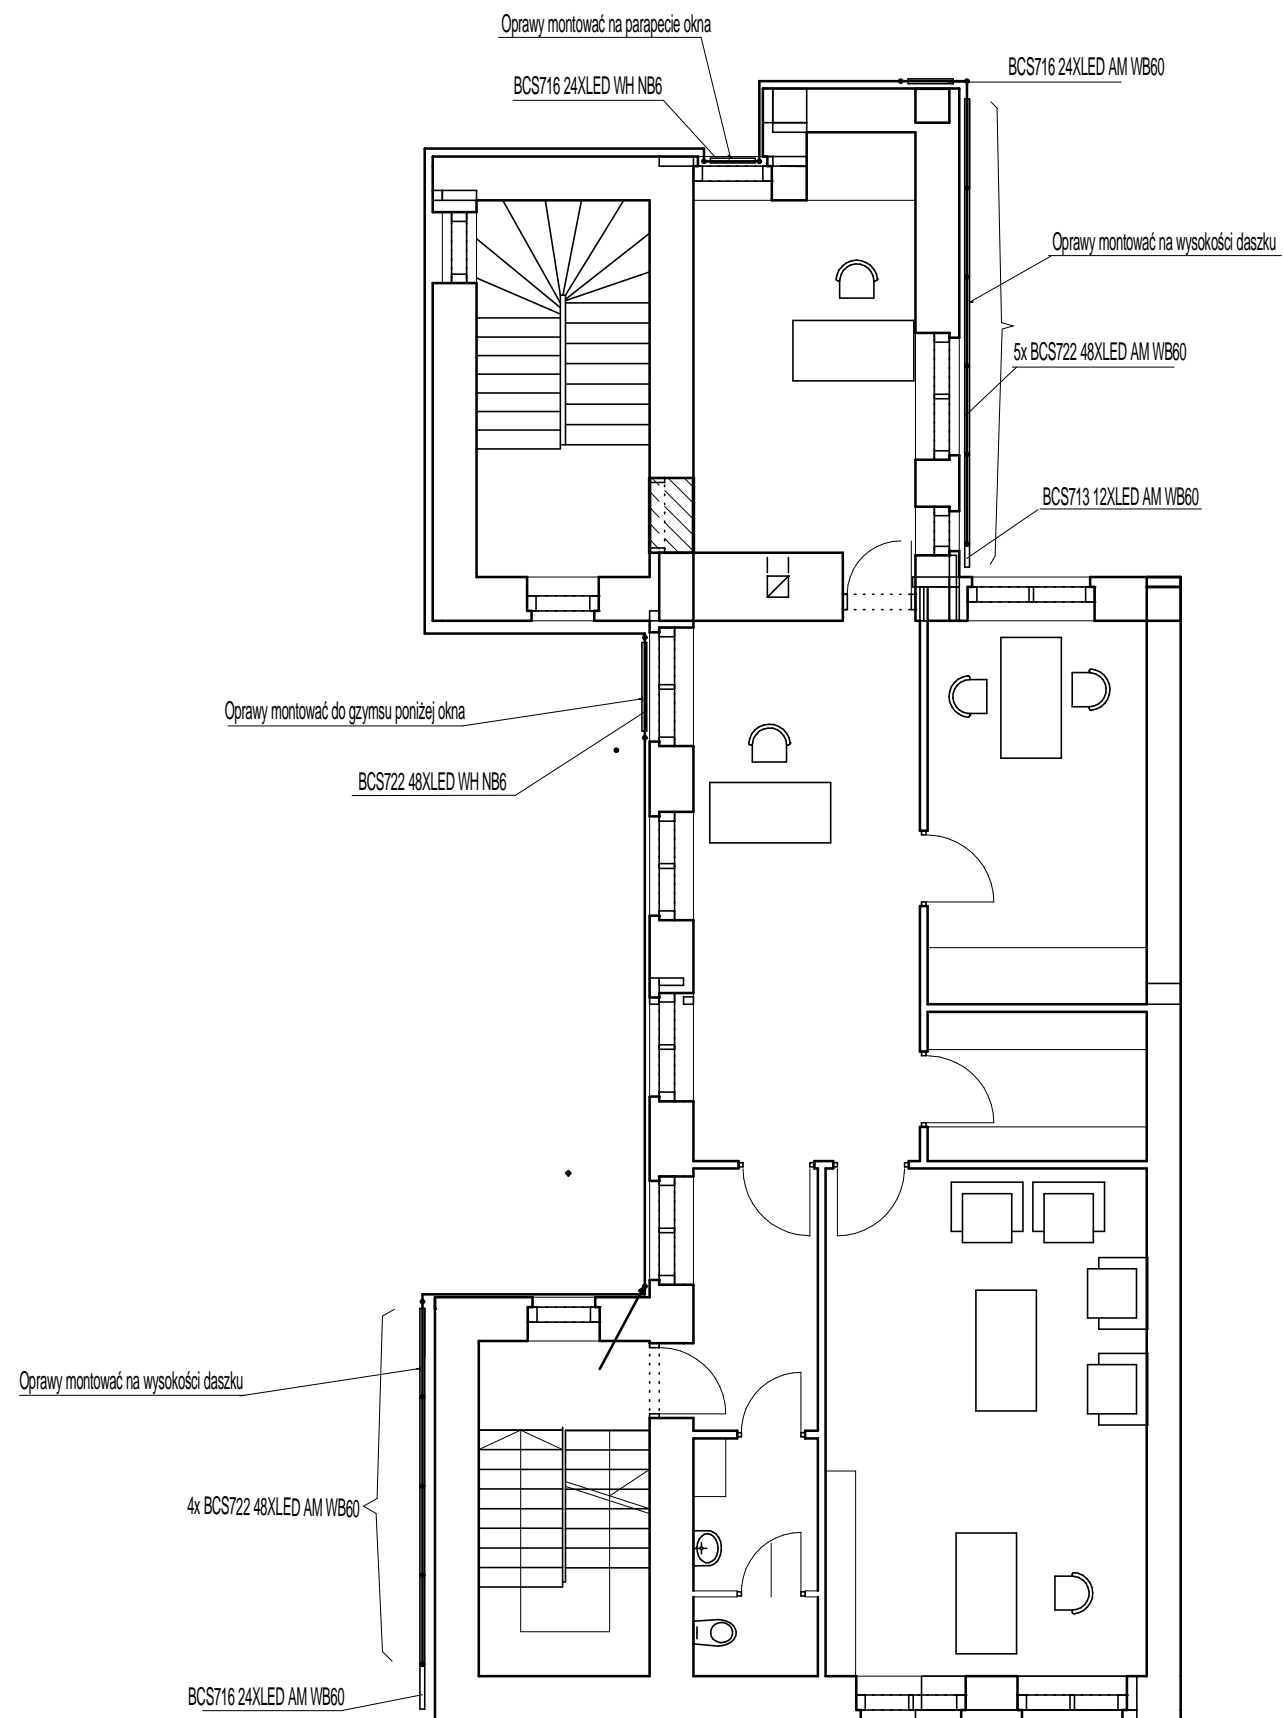 Oprawy montować na parapecie okna
BCS716 24XLED WH NB6
BCS716 24XLED AM WB60
Oprawy montować na wysokości daszku
5x BCS722 48XLED AM WB60
BCS713 12XLED AM WB60
Oprawy montować do gzymsu poniżej okna
BCS722 48XLED WH NB6
Oprawy montować na wysokości daszku
4x BCS722 48XLED AM WB60
BCS716 24XLED AM WB60